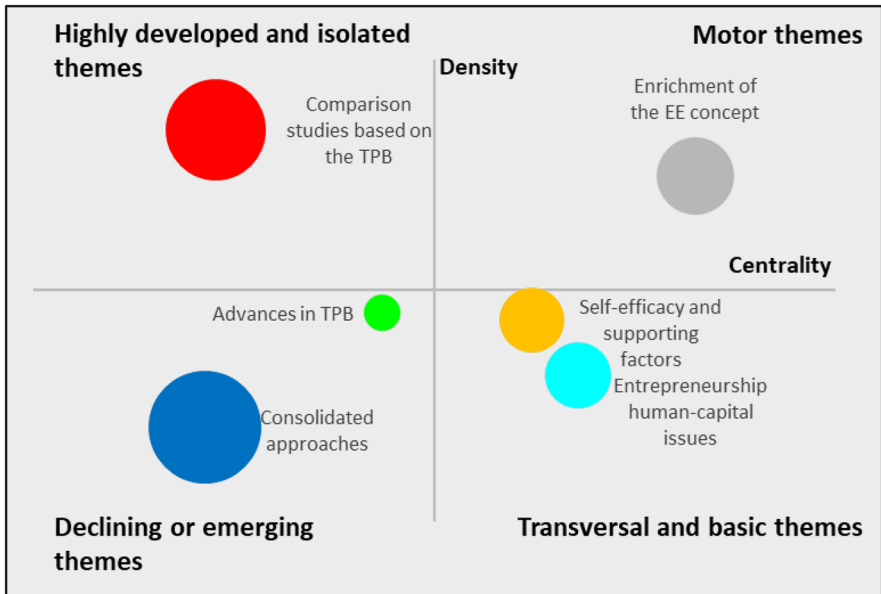 Highly developed and isolated
themes
Motor themes
Density
Comparison
studies based on
the TPB
Enrichment of
the EE concept
Centrality
Advances in TPB
Self-efficacy and
supporting
factors
Entrepreneurship
human-capital
issues
Consolidated
approaches
Declining or emerging
themes
Transversal and basic themes